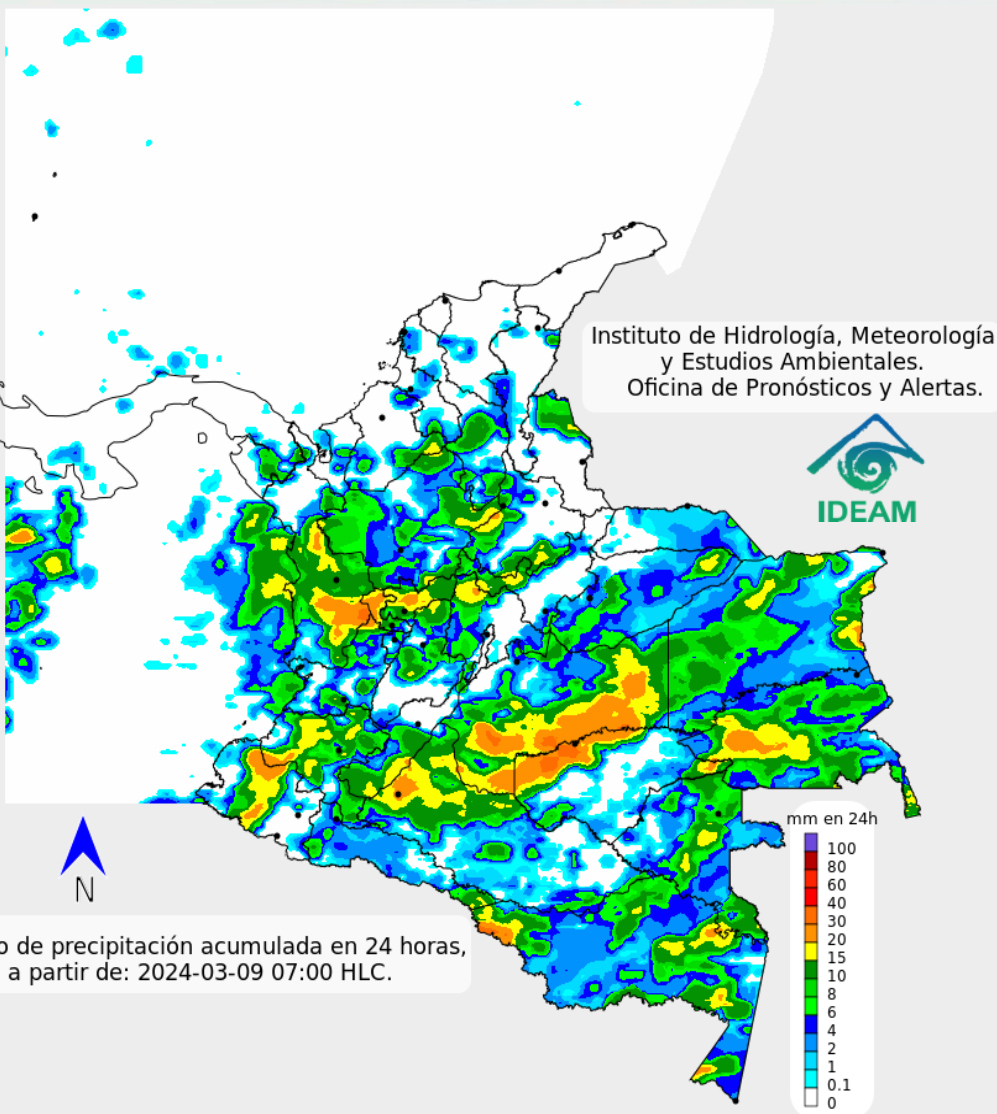 Instituto de Hidrología, Meteorología
y Estudios Ambientales.
Oficina de Pronósticos y Alertas.
IDEAM
mm en 24h
100
80
60
40
30
20
15
10
8
6
4
2
1
0.1
0
N
o de precipitación acumulada en 24 horas,
a partir de: 2024-03-09 07:00 HLC.